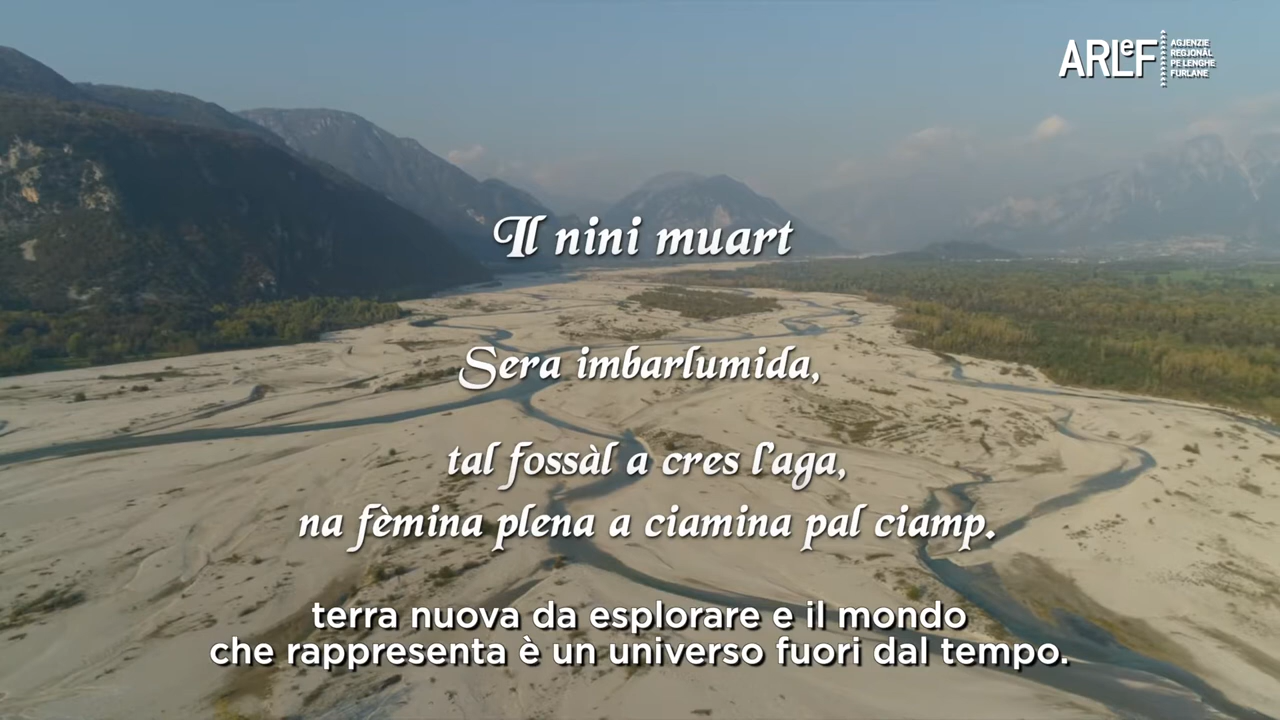 ARLeF
AGJENZIE
REGJONÂL
PE LENGHE
FURLANE
Il nini muart
Sera imbarlumida,
tal fossàl a cres l'aga,
na fèmina plena a ciamina pal ciamp.
terra nuova da esplorare e il mondo
che rappresenta è un universo fuori dal tempo.